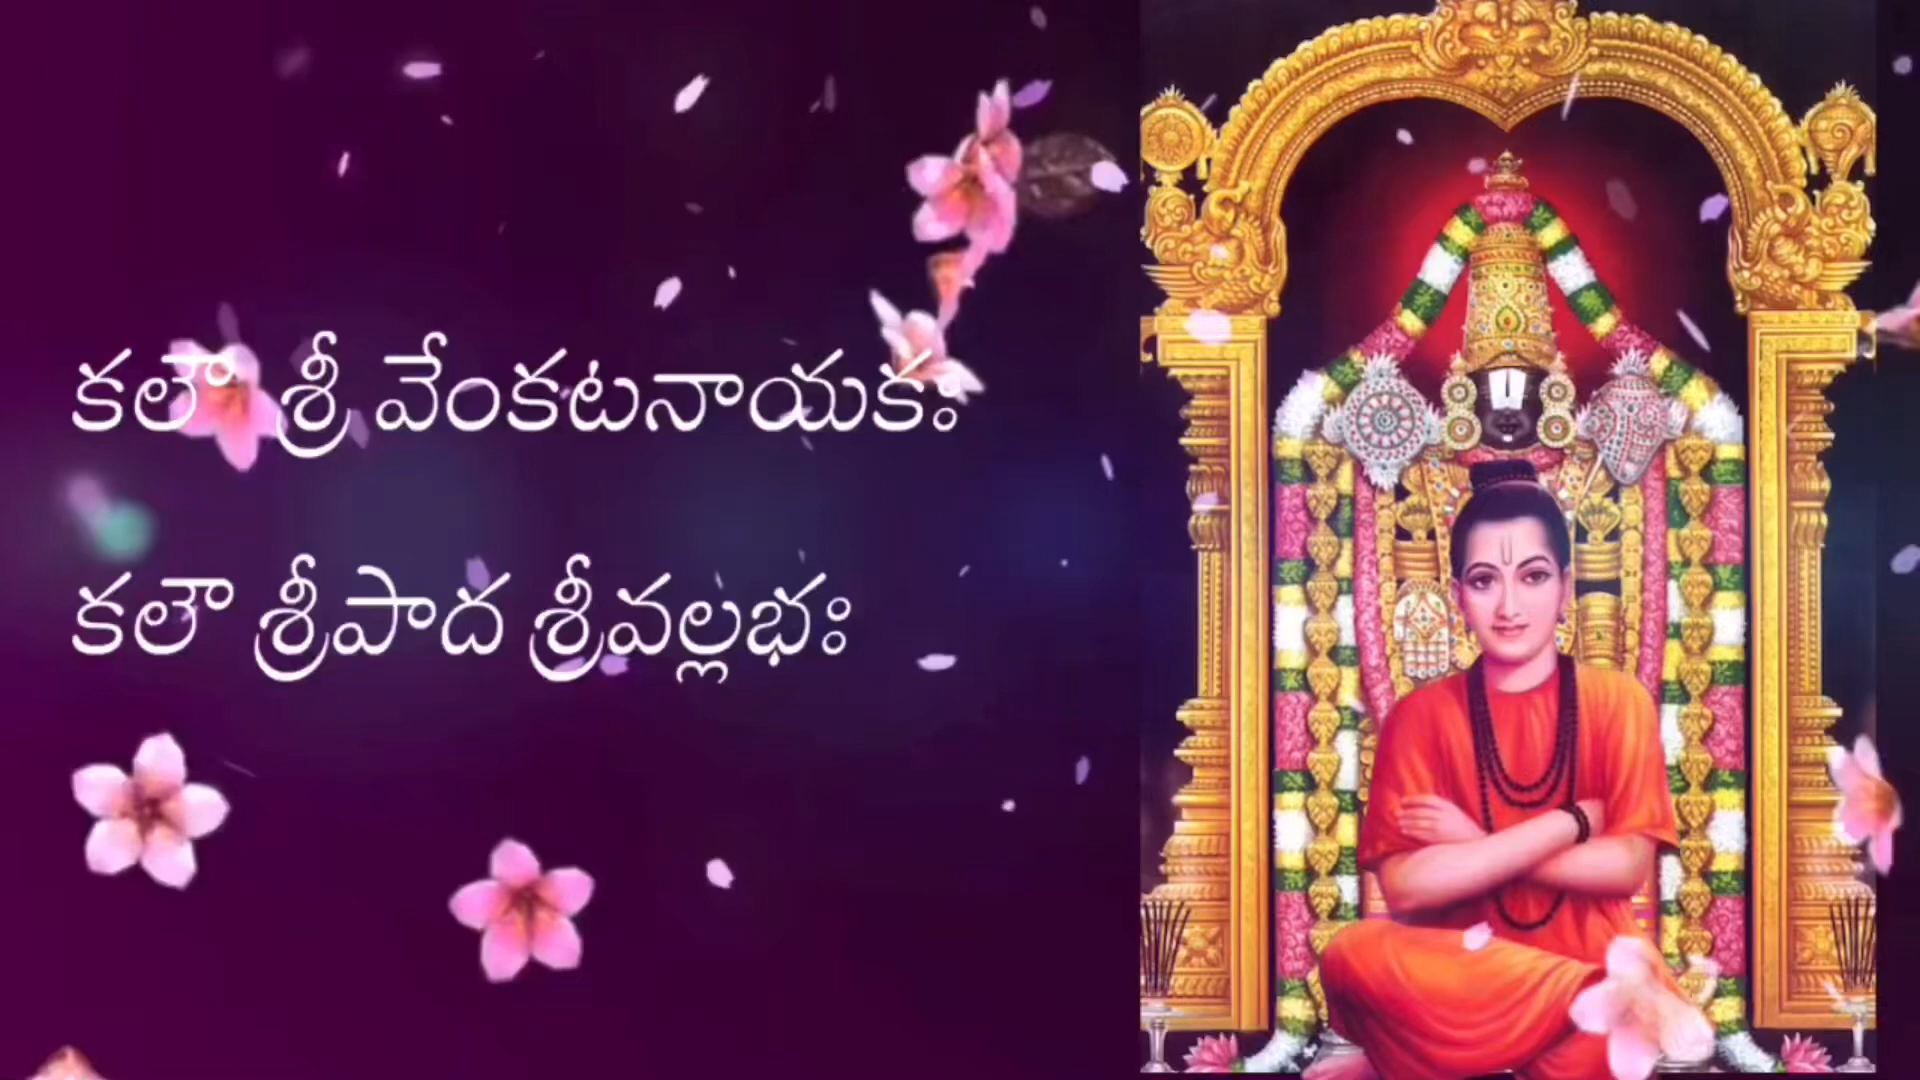 కలౌ శ్రీ వేంకటనాయకః
కలౌ శ్రీపాద శ్రీవల్లభః